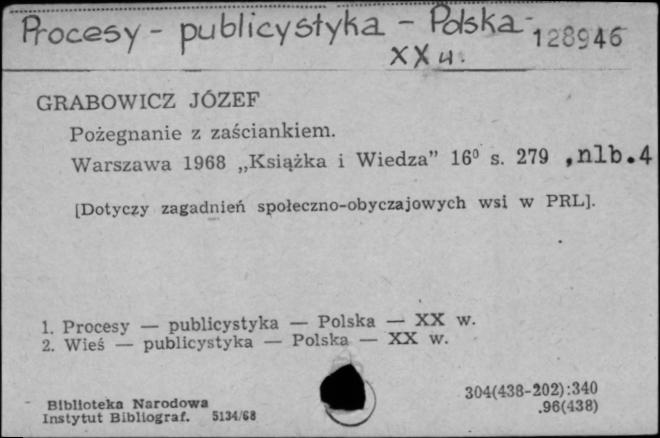 Procesy - publicystyka - Polska - 128946
XX w.
GRABOWICZ JÓZEF
Pożegnanie z zaściankiem.
Warszawa 1968 „Książka i Wiedza” 16⁰ s. 279 ,nlb.4
[Dotyczy zagadnień społeczno-obyczajowych wsi w PRL].
1. Procesy — publicystyka — Polska — XX w.
2. Wieś — publicystyka — Polska — XX w.
304(438-202):340
.96(438)
Biblioteka Narodowa
Instytut Bibliograf. 5134/68